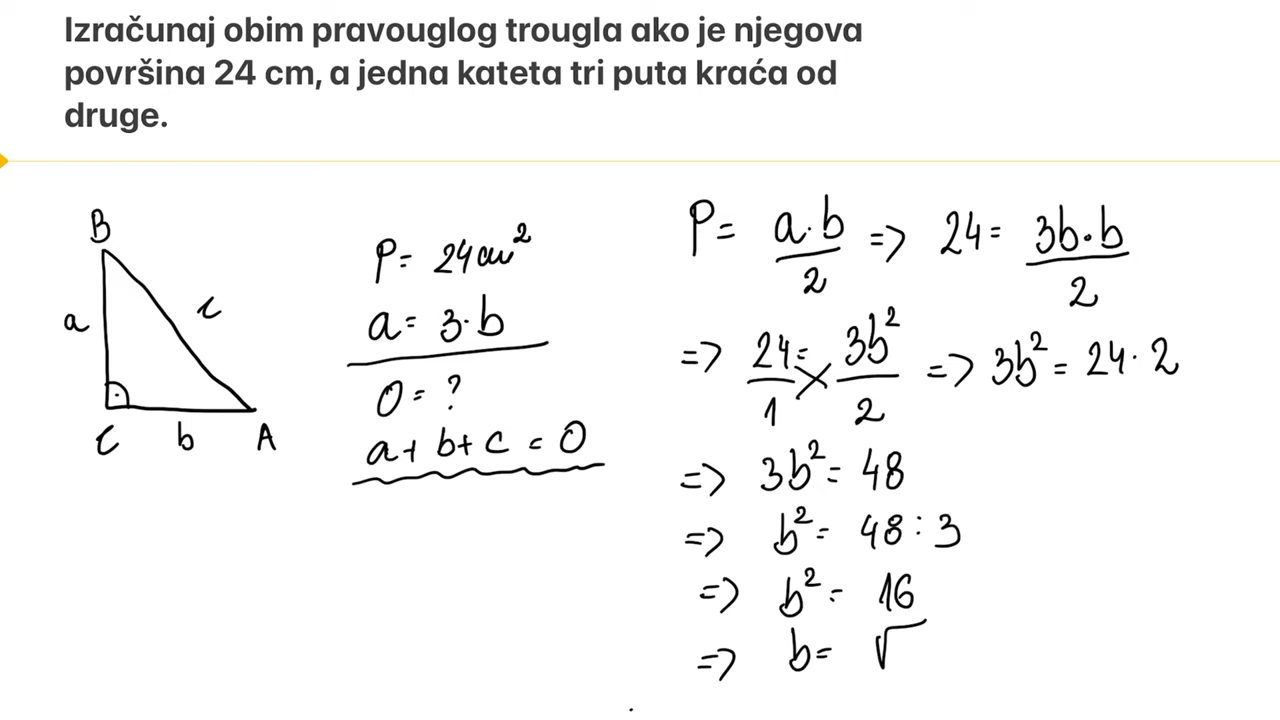 Izračunaj obim pravouglog trougla ako je njegova
površina 24 cm, a jedna kateta tri puta kraća od
druge.
B
a
c
C
b
A
P = 24cm²
a = 3·b
O = ?
a + b + c = O
P = a·b/2 => 24 = 3b·b/2
=> 24/1 = 3b²/2 => 3b² = 24·2
=> 3b² = 48
=> b² = 48 : 3
=> b² = 16
=> b = √